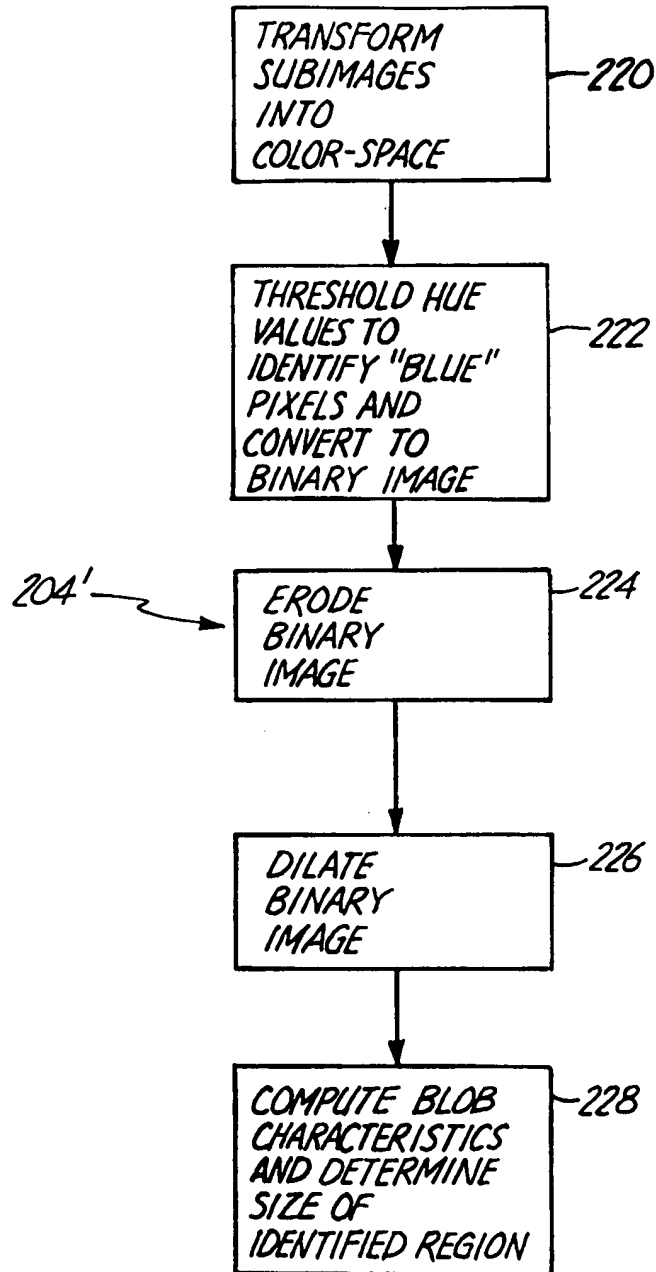 TRANSFORM
SUBIMAGES
INTO
COLOR-SPACE
220
THRESHOLD HUE
VALUES TO
IDENTIFY "BLUE"
PIXELS AND
CONVERT TO
BINARY IMAGE
222
204'
ERODE
BINARY
IMAGE
224
DILATE
BINARY
IMAGE
226
COMPUTE BLOB
CHARACTERISTICS
AND DETERMINE
SIZE OF
IDENTIFIED REGION
228